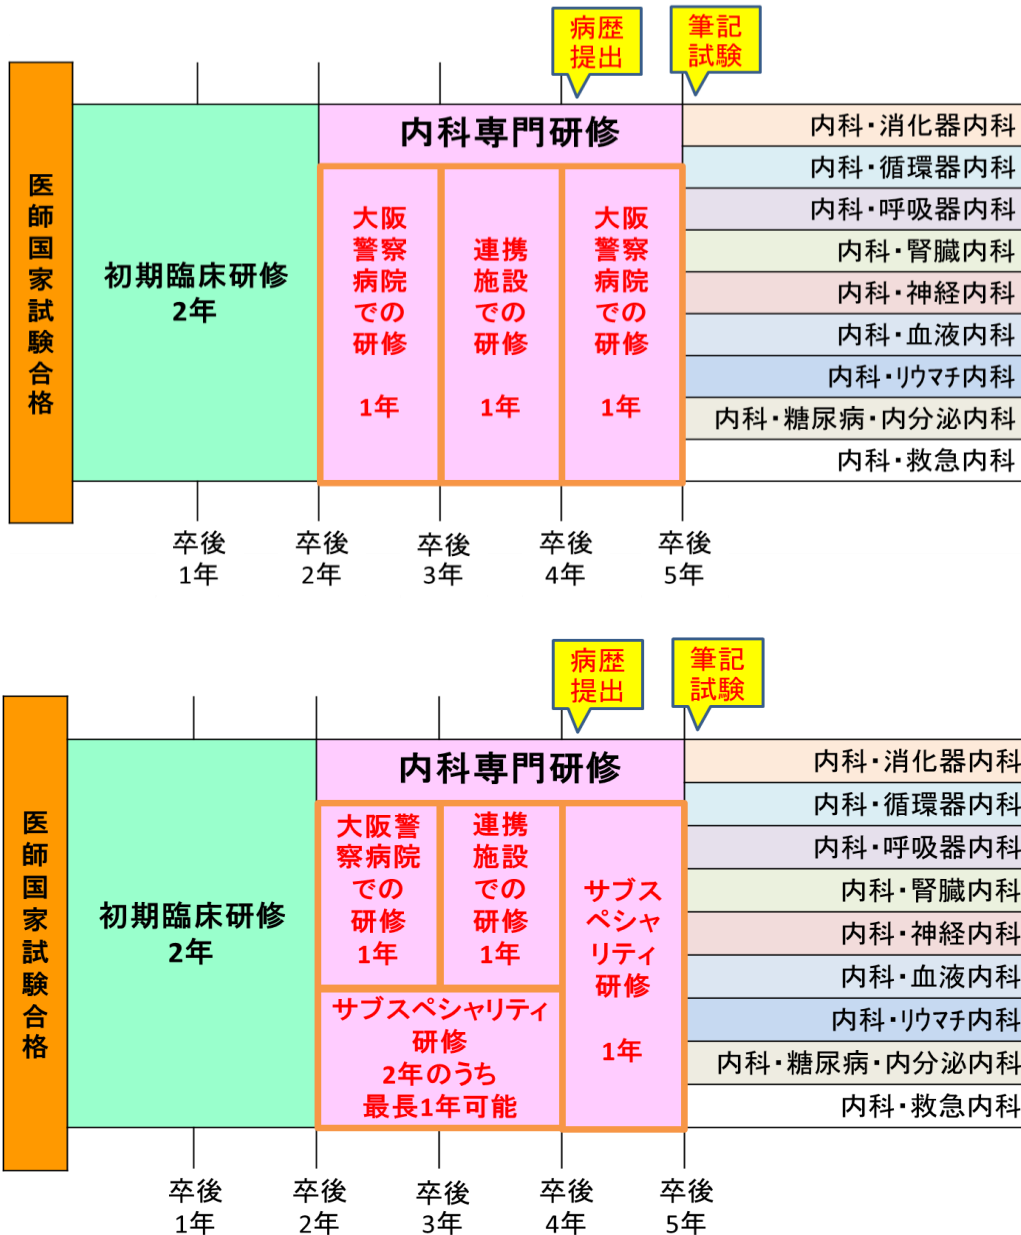 病歴
提出
筆記
試験
医師国家試験合格
初期臨床研修
2年
内科専門研修
大阪
警察
病院
での
研修
1年
連携
施設
での
研修
1年
大阪
警察
病院
での
研修
1年
内科・消化器内科
内科・循環器内科
内科・呼吸器内科
内科・腎臓内科
内科・神経内科
内科・血液内科
内科・リウマチ内科
内科・糖尿病・内分泌内科
内科・救急内科
卒後
1年
卒後
2年
卒後
3年
卒後
4年
卒後
5年
病歴
提出
筆記
試験
医師国家試験合格
初期臨床研修
2年
内科専門研修
大阪警
察病院
での
研修
1年
連携
施設
での
研修
1年
サブスペシャリティ
研修
2年のうち
最長1年可能
サブス
ペシャ
リティ
研修
1年
内科・消化器内科
内科・循環器内科
内科・呼吸器内科
内科・腎臓内科
内科・神経内科
内科・血液内科
内科・リウマチ内科
内科・糖尿病・内分泌内科
内科・救急内科
卒後
1年
卒後
2年
卒後
3年
卒後
4年
卒後
5年